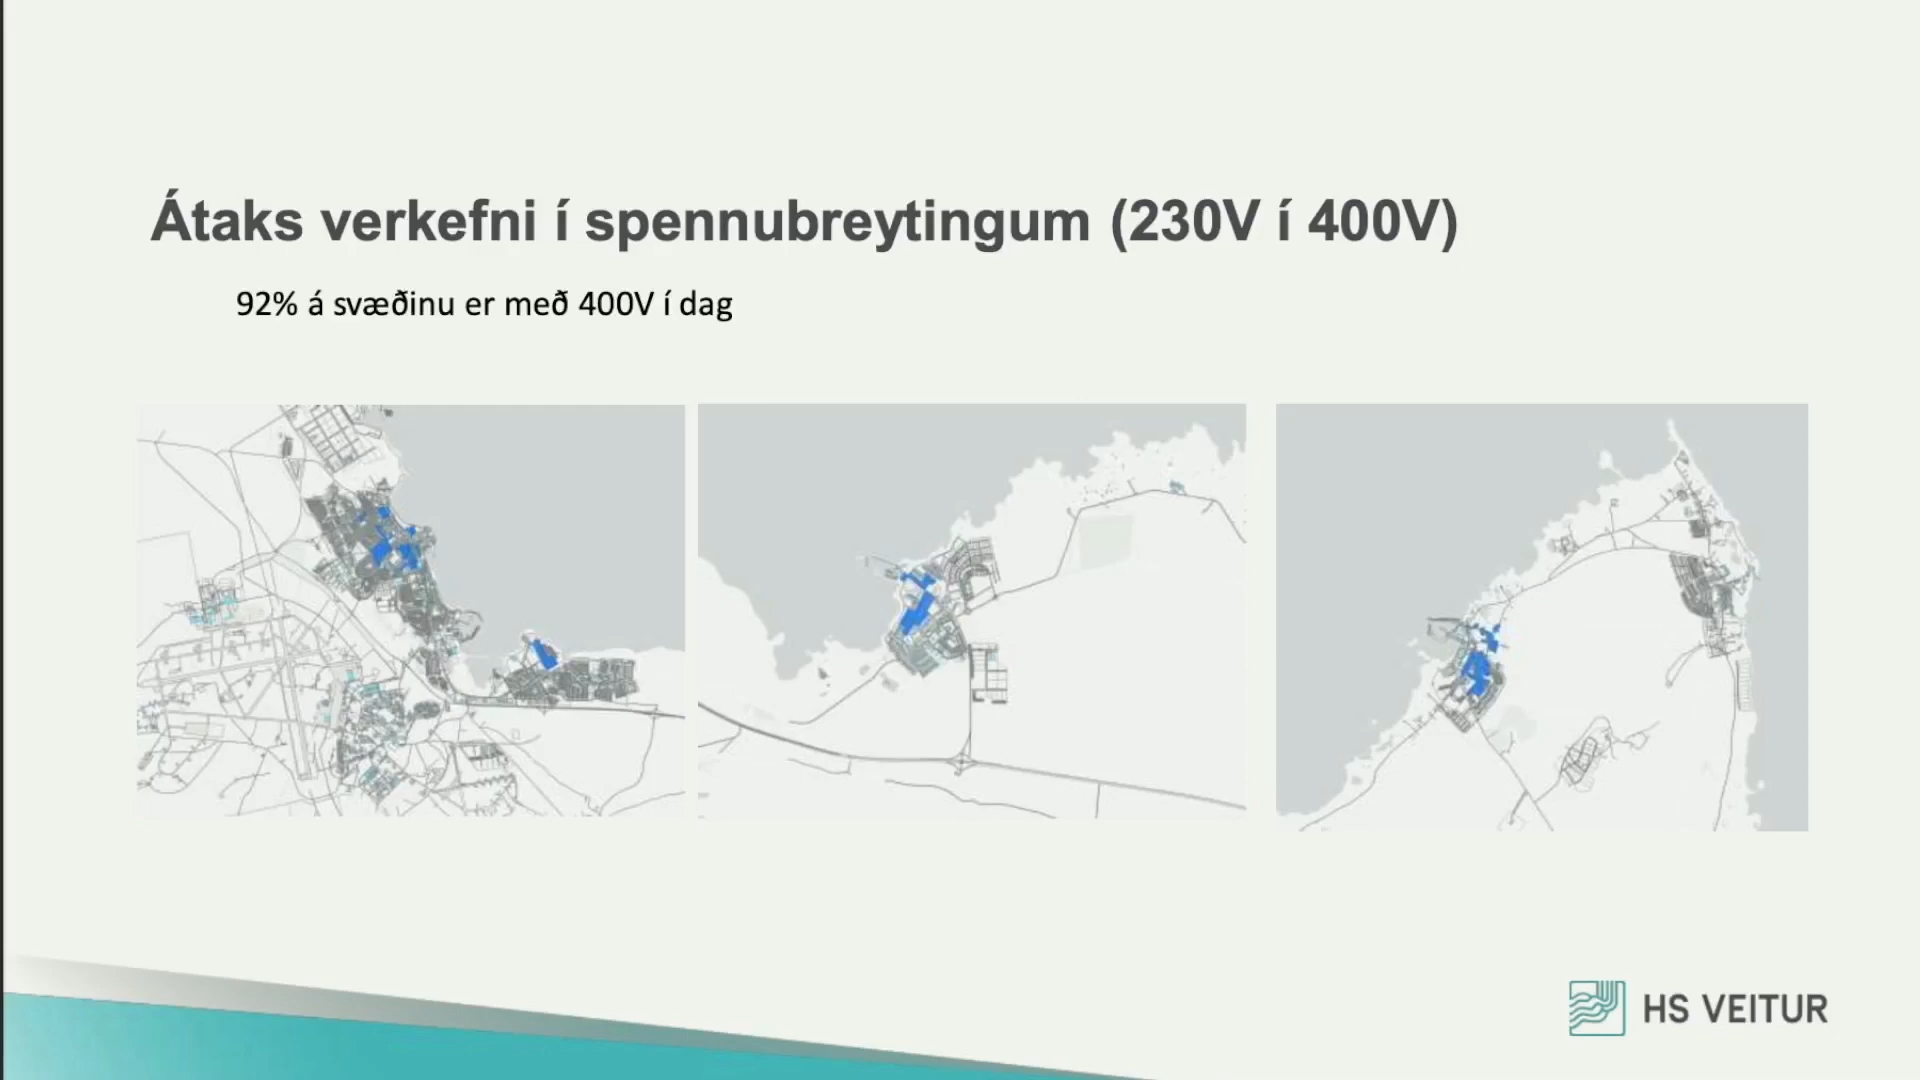 Átaks verkefni í spennubreytingum (230V í 400V)
92% á svæðinu er með 400V í dag
HS VEITUR